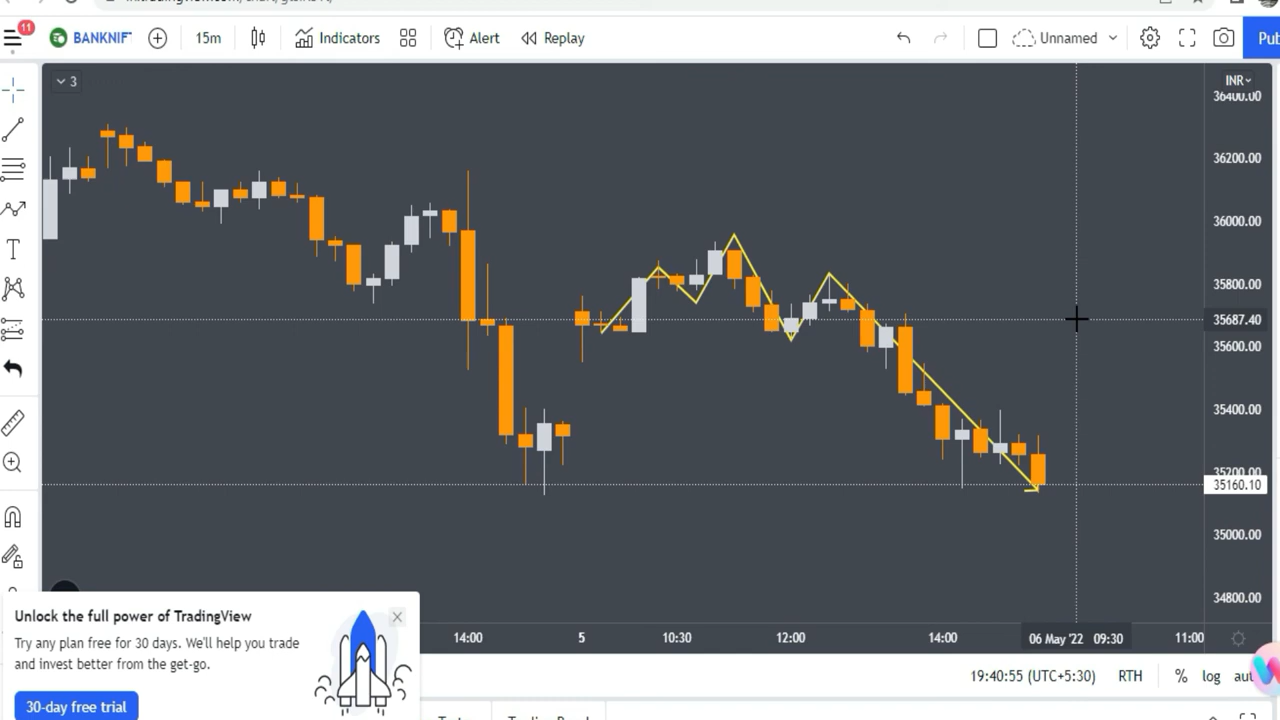 11
BANKNIF
15m
Indicators
Alert
Replay
Unnamed
3
INR
36400.00
36200.00
36000.00
35800.00
35687.40
35600.00
35400.00
35200.00
35160.10
35000.00
34800.00
14:00
5
10:30
12:00
14:00
06 May '22 09:30
11:00
Unlock the full power of TradingView
Try any plan free for 30 days. We'll help you trade
and invest better from the get-go.
30-day free trial
19:40:55 (UTC+5:30)
RTH
%
log